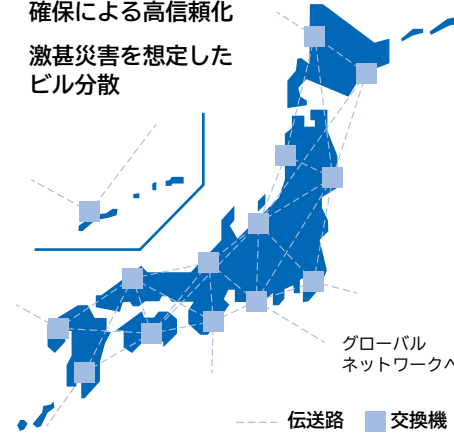 確保による高信頼化
激甚災害を想定した
ビル分散
グローバル
ネットワークへ
伝送路
交換機